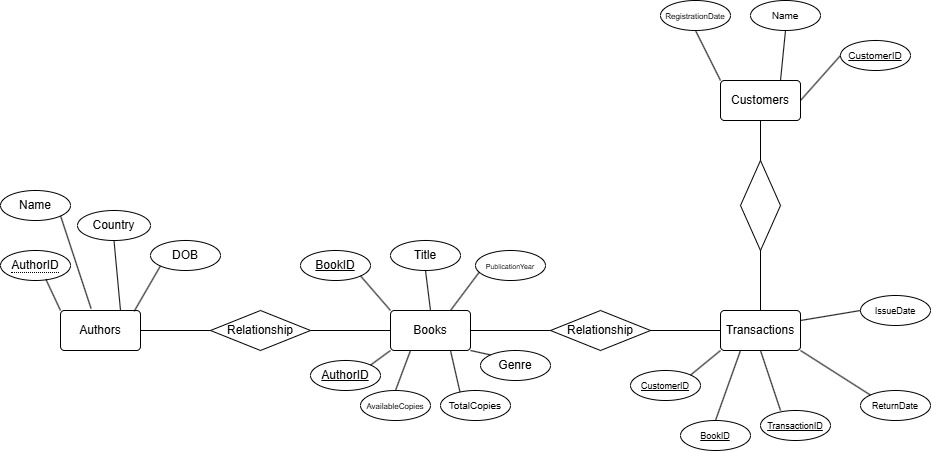 RegistrationDate
Name
CustomerID
Customers
Name
Country
AuthorID
DOB
BookID
Title
PublicationYear
IssueDate
Authors
Relationship
Books
Relationship
Transactions
AuthorID
Genre
CustomerID
AvailableCopies
TotalCopies
ReturnDate
BookID
TransactionID